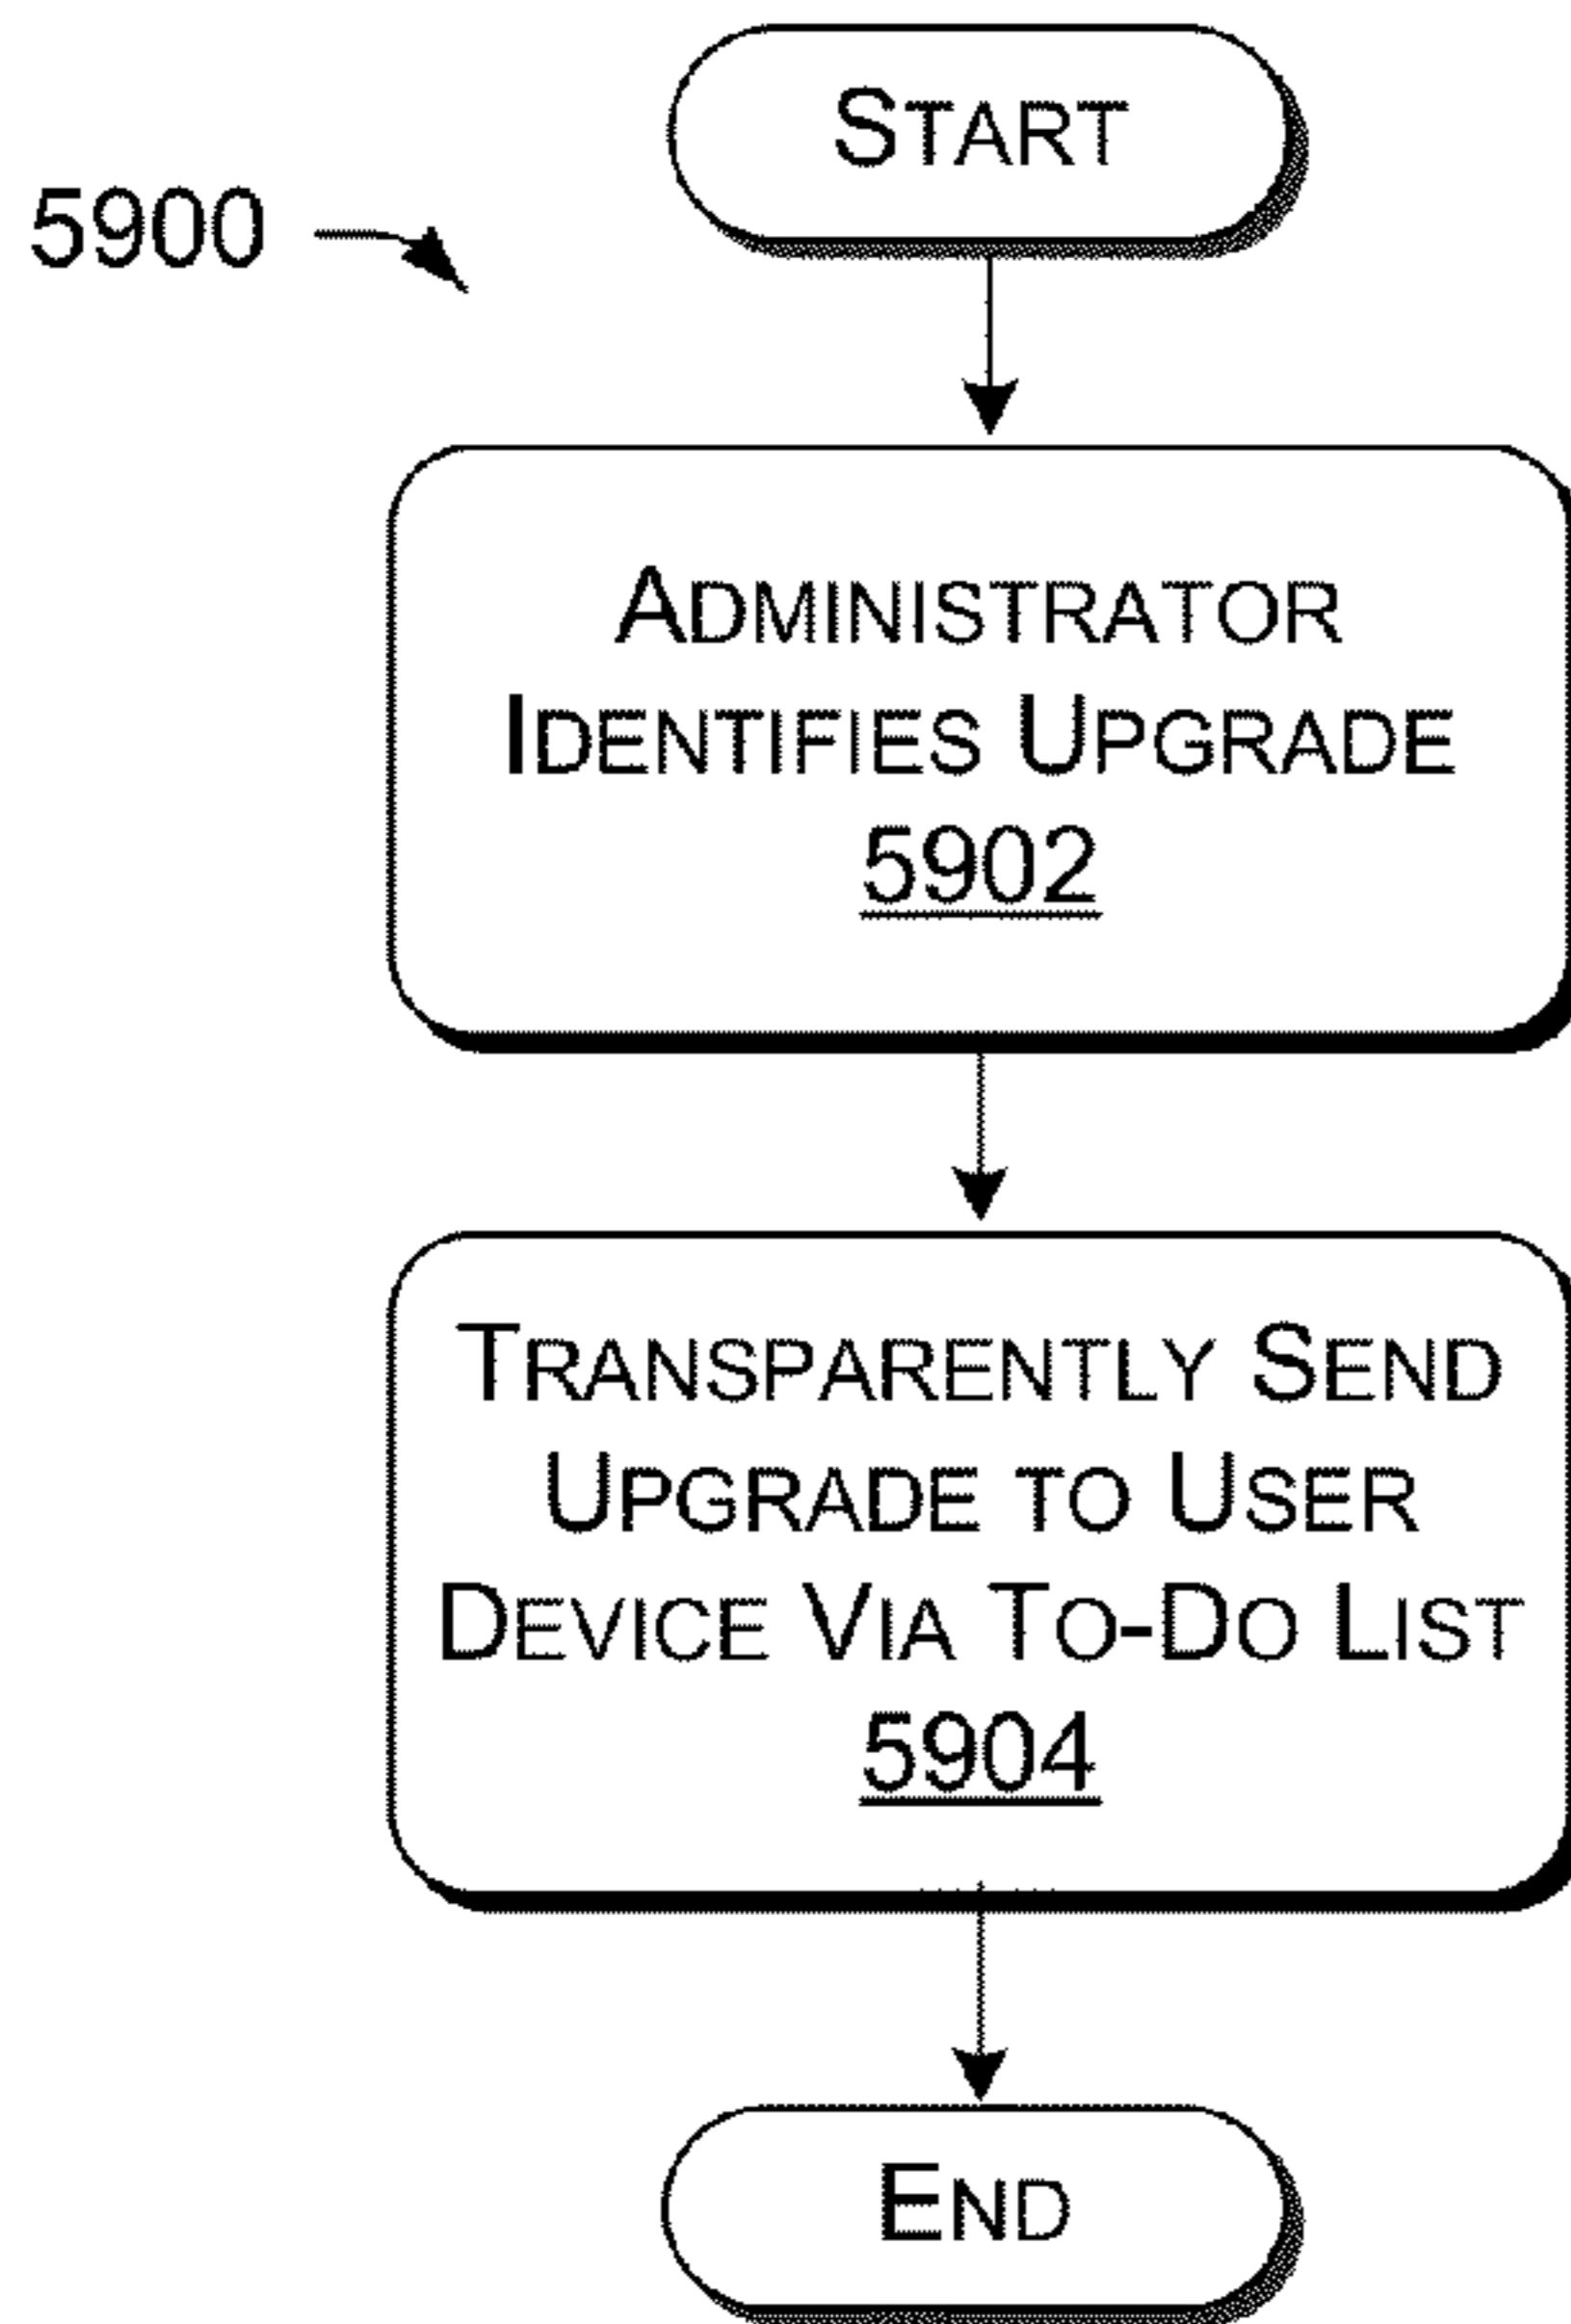 START
5900
ADMINISTRATOR
IDENTIFIES UPGRADE
5902
TRANSPARENTLY SEND
UPGRADE TO USER
DEVICE VIA TO-DO LIST
5904
END